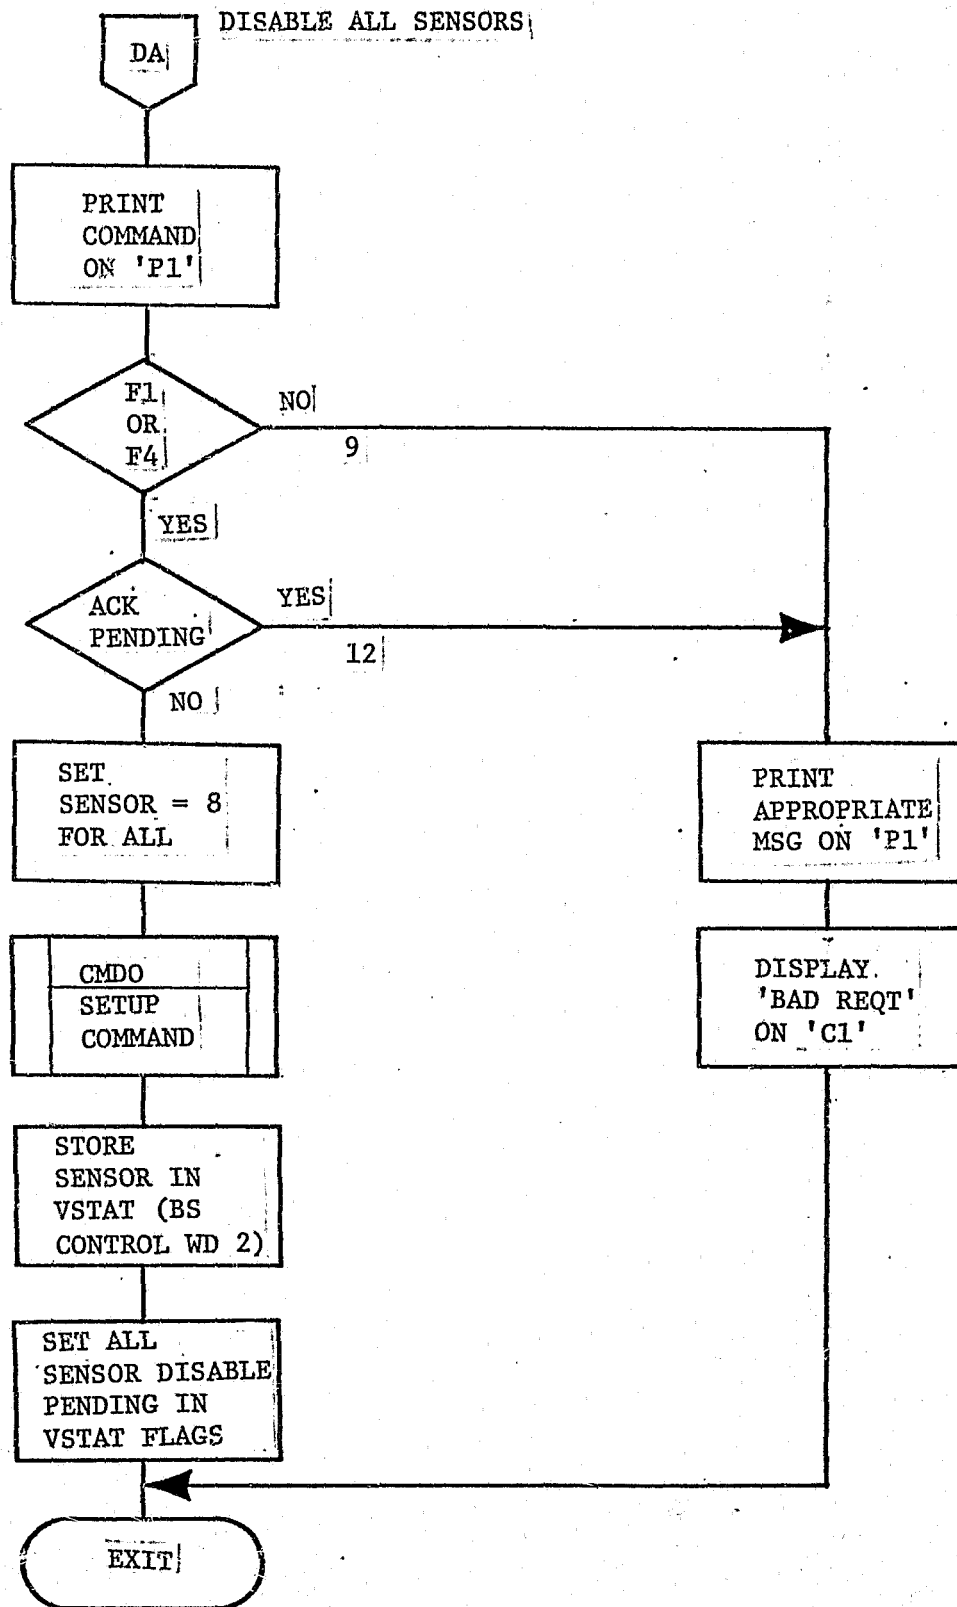 DISABLE ALL SENSORS
DA
PRINT
COMMAND
ON 'P1'
F1
OR
F4
NO
9
YES
ACK
PENDING
YES
12
NO
SET
SENSOR = 8
FOR ALL
PRINT
APPROPRIATE
MSG ON 'P1'
CMDO
SETUP
COMMAND
DISPLAY
'BAD REQT'
ON 'C1'
STORE
SENSOR IN
VSTAT (BS
CONTROL WD 2)
SET ALL
SENSOR DISABLE
PENDING IN
VSTAT FLAGS
EXIT